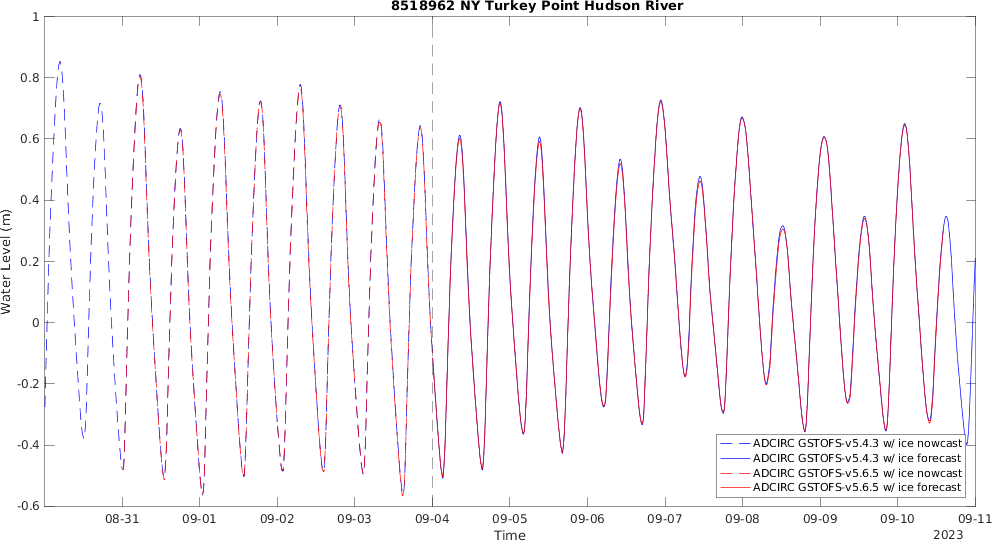 8518962 NY Turkey Point Hudson River
1
0.8
0.6
0.4
0.2
0
-0.2
-0.4
-0.6
Water Level (m)
ADCIRC GSTOFS-v5.4.3 w/ ice nowcast
ADCIRC GSTOFS-v5.4.3 w/ ice forecast
ADCIRC GSTOFS-v5.6.5 w/ ice nowcast
ADCIRC GSTOFS-v5.6.5 w/ ice forecast
08-31 09-01 09-02 09-03 09-04 09-05 09-06 09-07 09-08 09-09 09-10 09-11
Time
2023